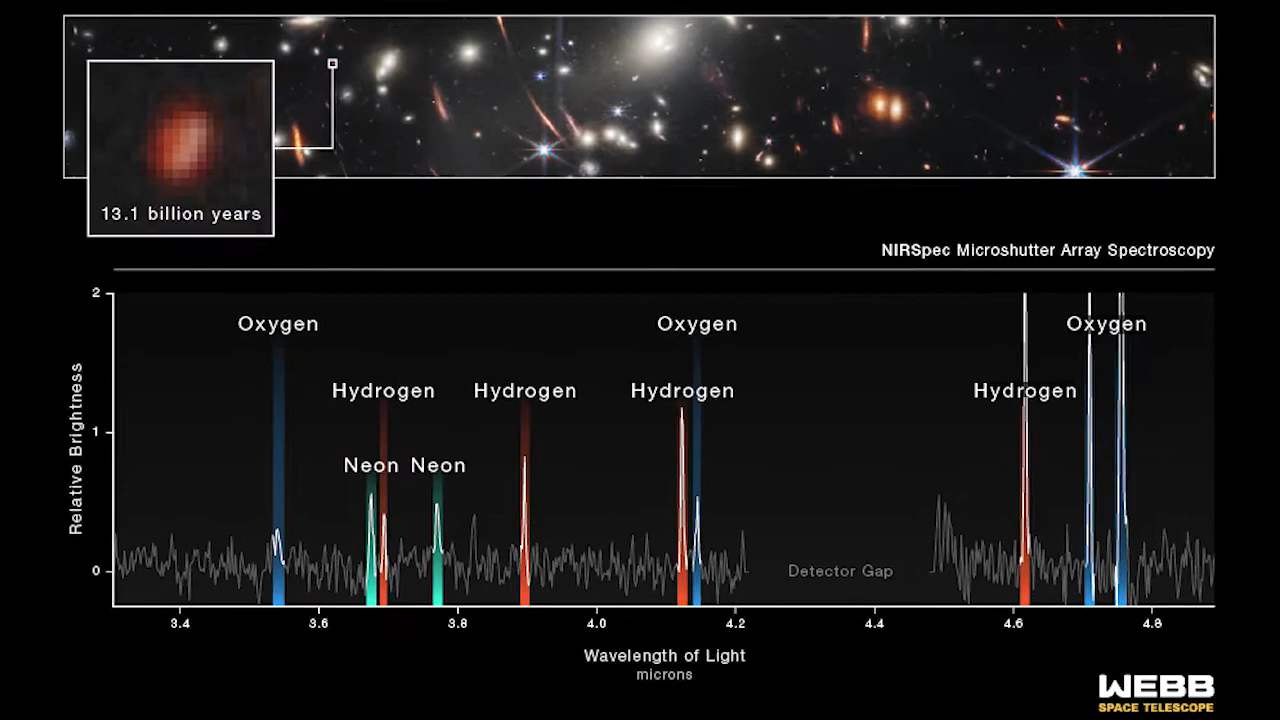 13.1 billion years
NIRSpec Microshutter Array Spectroscopy
Relative Brightness
2
1
0
Oxygen
Oxygen
Oxygen
Hydrogen
Hydrogen
Hydrogen
Hydrogen
Neon
Neon
Detector Gap
3.4
3.6
3.8
4.0
4.2
4.4
4.6
4.8
Wavelength of Light
microns
WEBB
SPACE TELESCOPE